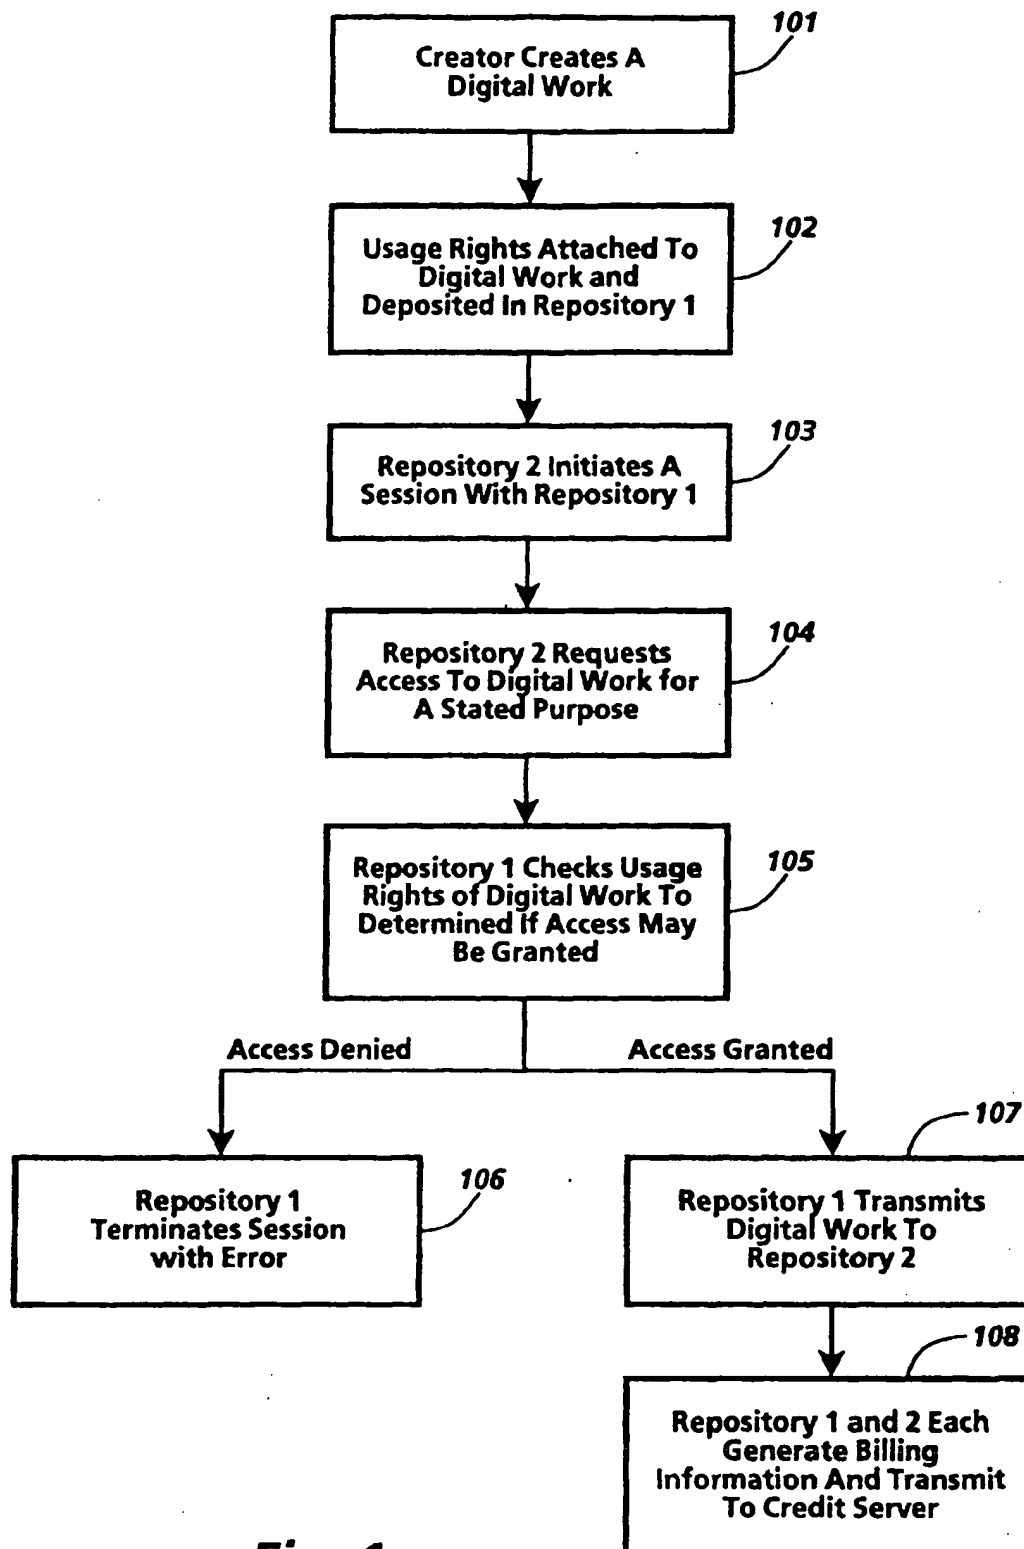 101
Creator Creates A
Digital Work
102
Usage Rights Attached To
Digital Work and
Deposited In Repository 1
103
Repository 2 Initiates A
Session With Repository 1
104
Repository 2 Requests
Access To Digital Work for
A Stated Purpose
105
Repository 1 Checks Usage
Rights of Digital Work To
Determined If Access May
Be Granted
Access Denied
Access Granted
107
106
Repository 1
Terminates Session
with Error
Repository 1 Transmits
Digital Work To
Repository 2
108
Repository 1 and 2 Each
Generate Billing
Information And Transmit
To Credit Server